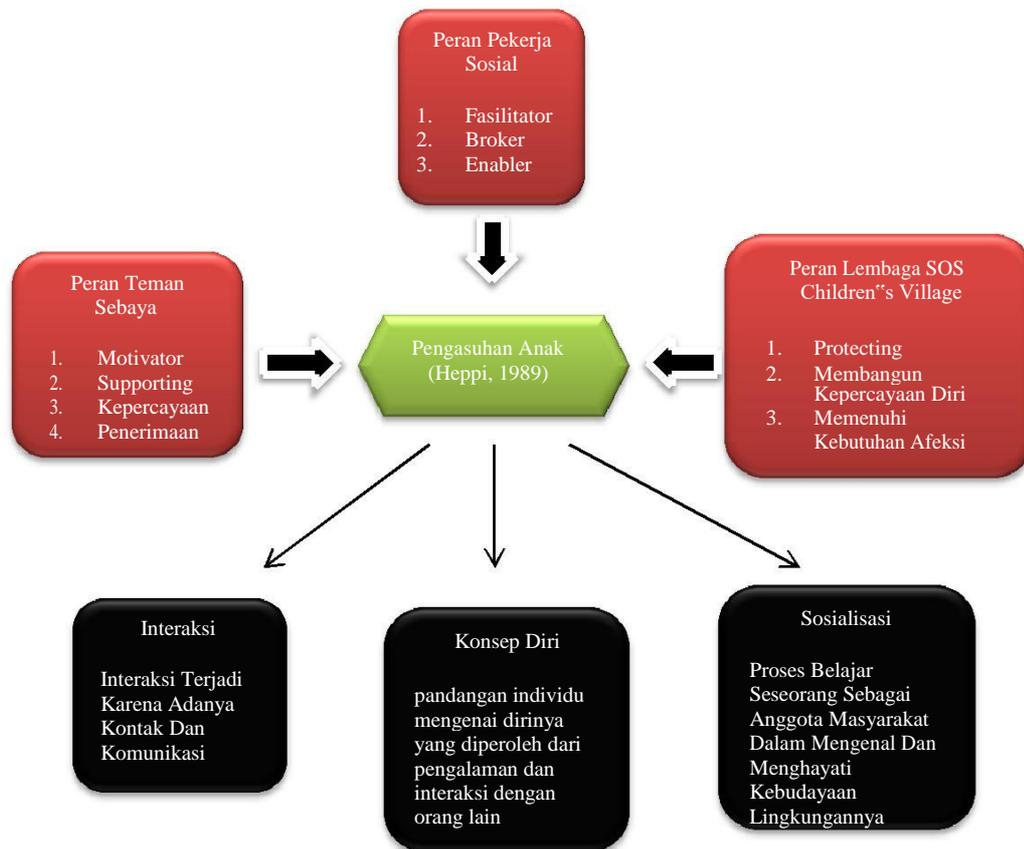 Peran Pekerja
Sosial
1. Fasilitator
2. Broker
3. Enabler
Peran Teman
Sebaya
1. Motivator
2. Supporting
3. Kepercayaan
4. Penerimaan
Pengasuhan Anak
(Heppi, 1989)
Peran Lembaga SOS
Children‟s Village
1. Protecting
2. Membangun
Kepercayaan Diri
3. Memenuhi
Kebutuhan Afeksi
Interaksi
Interaksi Terjadi
Karena Adanya
Kontak Dan
Komunikasi
Konsep Diri
pandangan individu
mengenai dirinya
yang diperoleh dari
pengalaman dan
interaksi dengan
orang lain
Sosialisasi
Proses Belajar
Seseorang Sebagai
Anggota Masyarakat
Dalam Mengenal Dan
Menghayati
Kebudayaan
Lingkungannya